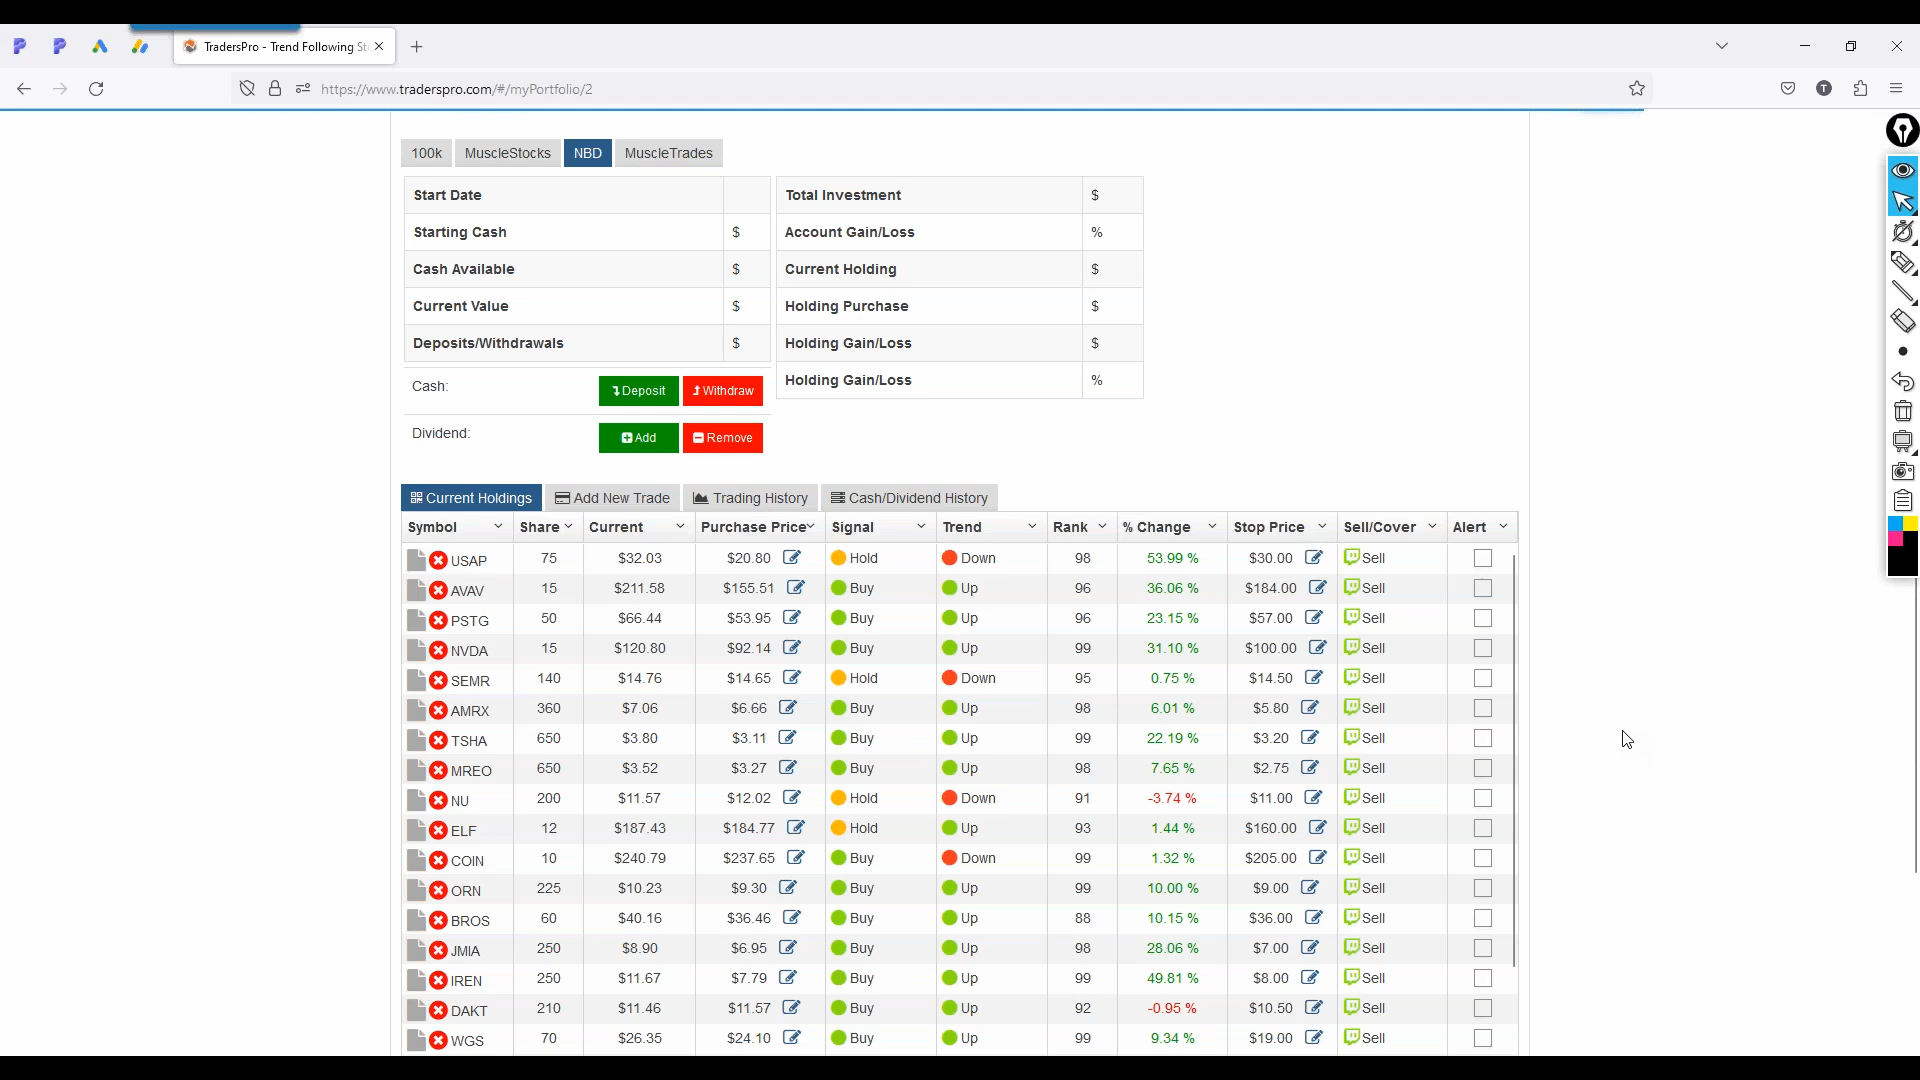 TradersPro - Trend Following St
https://www.traderspro.com/#/myPortfolio/2
T
100k MuscleStocks NBD MuscleTrades
Start Date
Starting Cash $
Cash Available $
Current Value $
Deposits/Withdrawals $
Cash: Deposit Withdraw
Dividend: Add Remove
Total Investment $
Account Gain/Loss %
Current Holding $
Holding Purchase $
Holding Gain/Loss $
Holding Gain/Loss %
Current Holdings Add New Trade Trading History Cash/Dividend History
Symbol Share Current Purchase Price Signal Trend Rank % Change Stop Price Sell/Cover Alert
USAP 75 $32.03 $20.80 Hold Down 98 53.99 % $30.00 Sell
AVAV 15 $211.58 $155.51 Buy Up 96 36.06 % $184.00 Sell
PSTG 50 $66.44 $53.95 Buy Up 96 23.15 % $57.00 Sell
NVDA 15 $120.80 $92.14 Buy Up 99 31.10 % $100.00 Sell
SEMR 140 $14.76 $14.65 Hold Down 95 0.75 % $14.50 Sell
AMRX 360 $7.06 $6.66 Buy Up 98 6.01 % $5.80 Sell
TSHA 650 $3.80 $3.11 Buy Up 99 22.19 % $3.20 Sell
MREO 650 $3.52 $3.27 Buy Up 98 7.65 % $2.75 Sell
NU 200 $11.57 $12.02 Hold Down 91 -3.74 % $11.00 Sell
ELF 12 $187.43 $184.77 Hold Up 93 1.44 % $160.00 Sell
COIN 10 $240.79 $237.65 Buy Down 99 1.32 % $205.00 Sell
ORN 225 $10.23 $9.30 Buy Up 99 10.00 % $9.00 Sell
BROS 60 $40.16 $36.46 Buy Up 88 10.15 % $36.00 Sell
JMIA 250 $8.90 $6.95 Buy Up 98 28.06 % $7.00 Sell
IREN 250 $11.67 $7.79 Buy Up 99 49.81 % $8.00 Sell
DAKT 210 $11.46 $11.57 Buy Up 92 -0.95 % $10.50 Sell
WGS 70 $26.35 $24.10 Buy Up 99 9.34 % $19.00 Sell